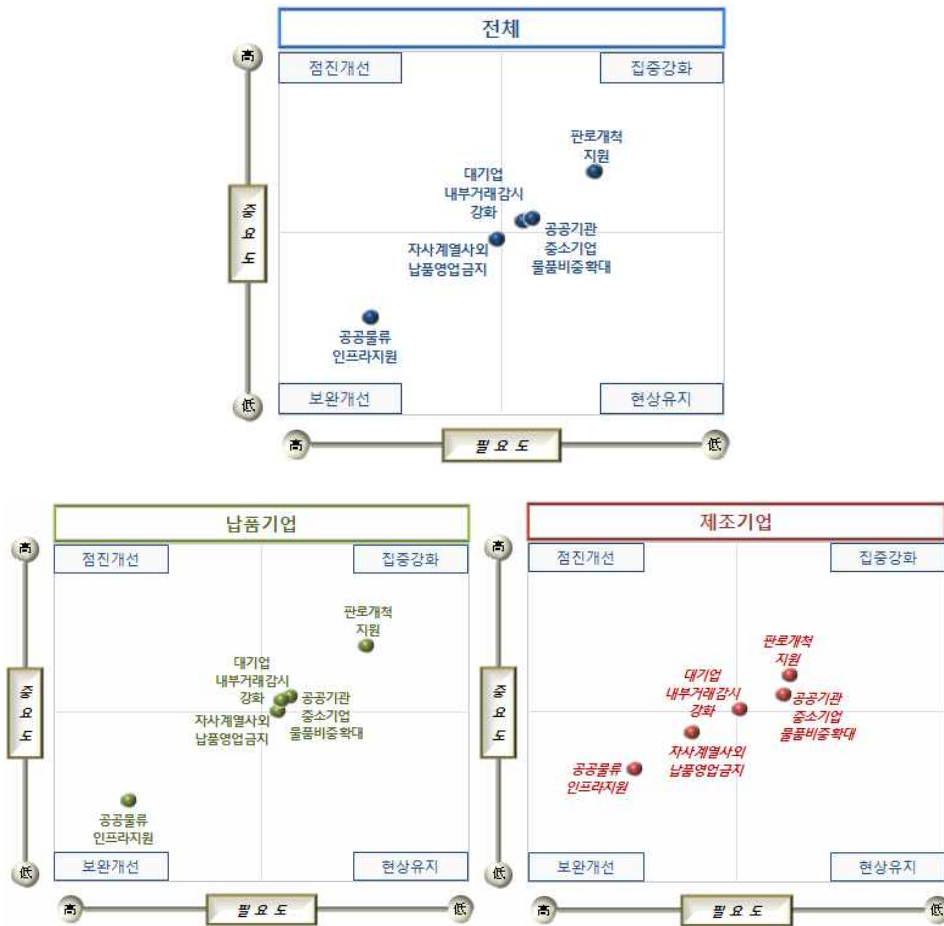 전체
高
점진개선
집중강화
판로개척
지원
대기업
내부거래감시
강화
중요도
공공기관
중소기업
물품비중확대
자사계열사외
납품영업금지
공공물류
인프라지원
보완개선
현상유지
低
高
필요도
低
납품기업
高
점진개선
집중강화
판로개척
지원
대기업
내부거래감시
강화
중요도
공공기관
중소기업
물품비중확대
자사계열사외
납품영업금지
공공물류
인프라지원
보완개선
현상유지
低
高
필요도
低
제조기업
高
점진개선
집중강화
판로개척
지원
대기업
내부거래감시
강화
중요도
공공기관
중소기업
물품비중확대
자사계열사외
납품영업금지
공공물류
인프라지원
보완개선
현상유지
低
高
필요도
低